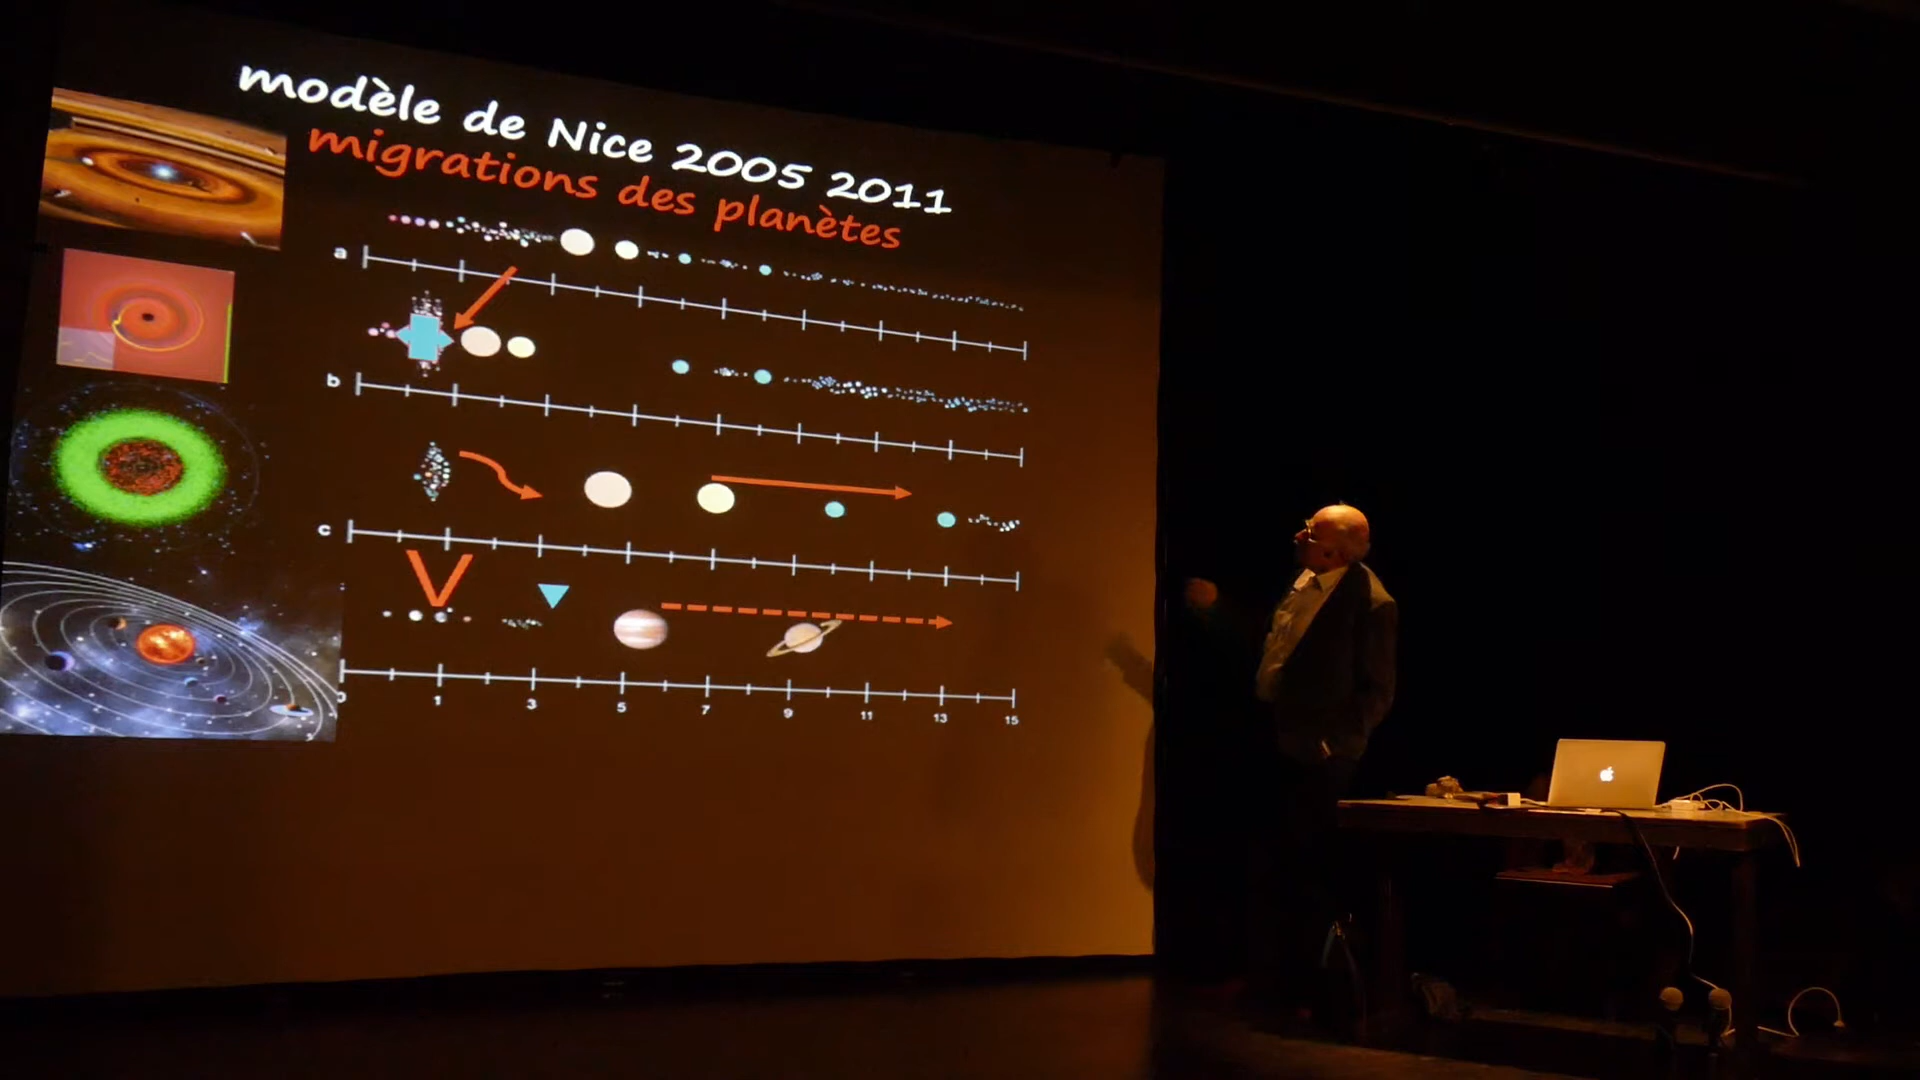 modèle de Nice 2005 2011
migrations des planètes
a
b
c
0 1 3 5 7 9 11 13 15